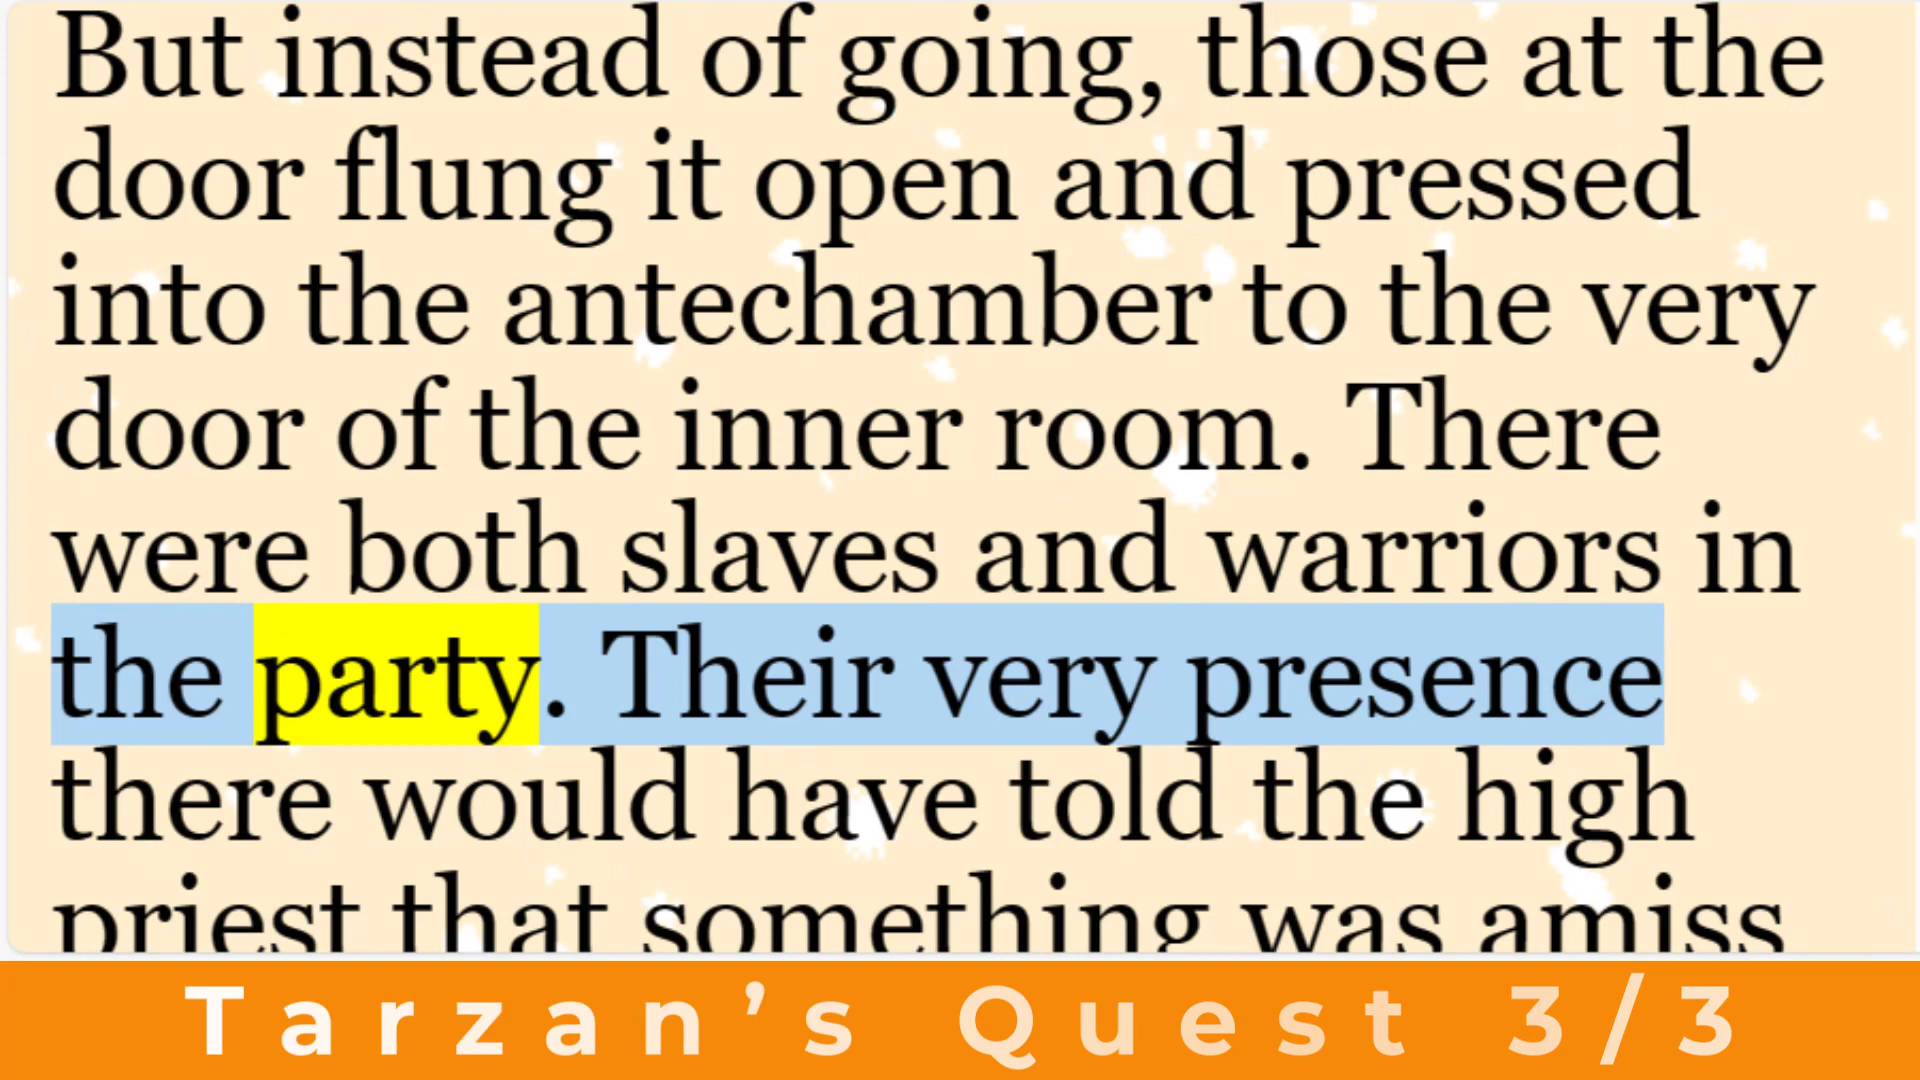 But instead of going, those at the
door flung it open and pressed
into the antechamber to the very
door of the inner room. There
were both slaves and warriors in
the party. Their very presence
there would have told the high
priest that something was amiss
Tarzan’s Quest 3/3